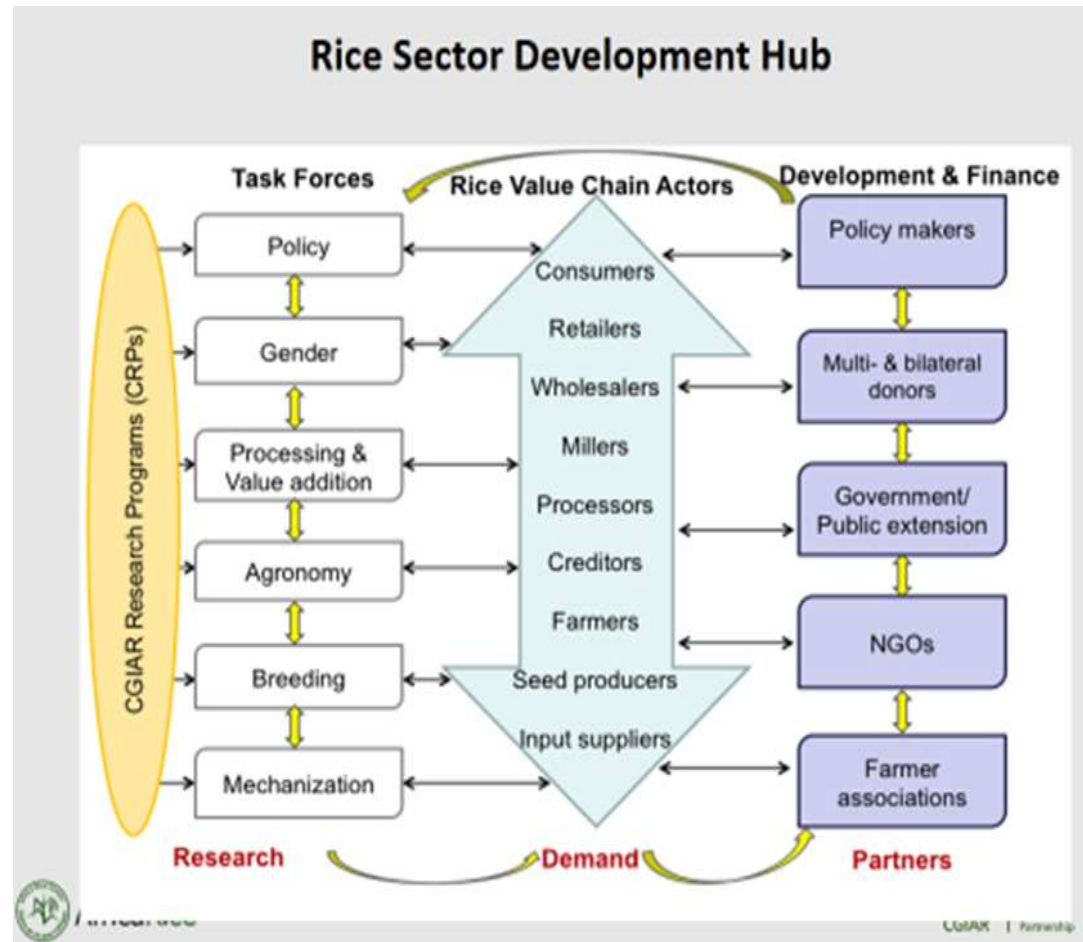 Rice Sector Development Hub
Task Forces
Rice Value Chain Actors
Development & Finance
CGIAR Research Programs (CRPs)
Policy
Gender
Processing &
Value addition
Agronomy
Breeding
Mechanization
Consumers
Retailers
Wholesalers
Millers
Processors
Creditors
Farmers
Seed producers
Input suppliers
Policy makers
Multi- & bilateral
donors
Government/
Public extension
NGOs
Farmer
associations
Research
Demand
Partners
CGIAR